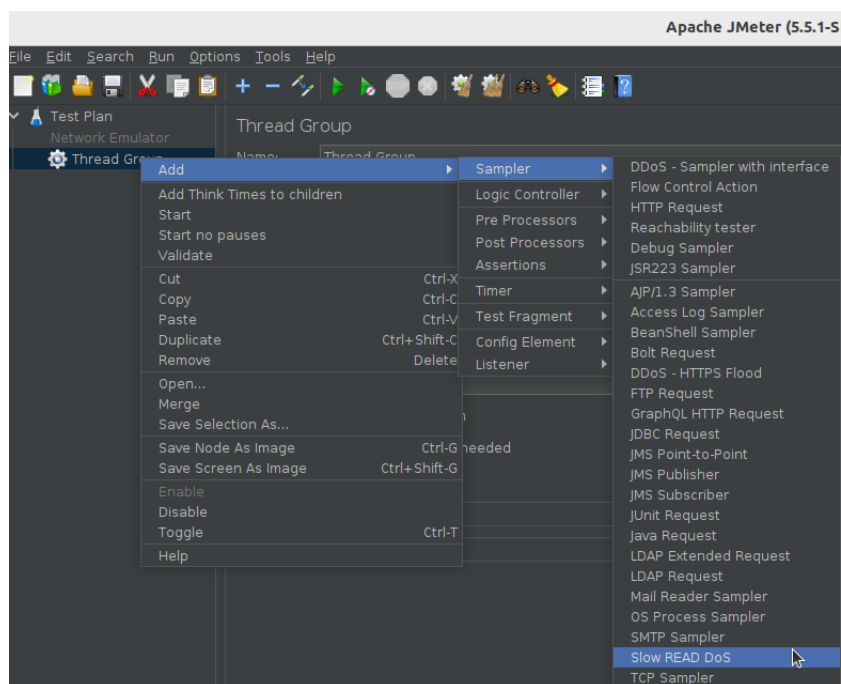 Apache JMeter (5.5.1-S
File Edit Search Run Options Tools Help
STOP
Test Plan
Network Emulator
Thread Group
Thread Group
Name: Thread Group
Add
Add Think Times to children
Start
Start no pauses
Validate
Cut Ctrl-X
Copy Ctrl-C
Paste Ctrl-V
Duplicate Ctrl+Shift-C
Remove Delete
Open...
Merge
Save Selection As...
Save Node As Image Ctrl-G
Save Screen As Image Ctrl+Shift-G
Enable
Disable
Toggle Ctrl-T
Help
needed
Sampler
Logic Controller
Pre Processors
Post Processors
Assertions
Timer
Test Fragment
Config Element
Listener
DDoS - Sampler with interface
Flow Control Action
HTTP Request
Reachability tester
Debug Sampler
JSR223 Sampler
AJP/1.3 Sampler
Access Log Sampler
BeanShell Sampler
Bolt Request
DDoS - HTTPS Flood
FTP Request
GraphQL HTTP Request
JDBC Request
JMS Point-to-Point
JMS Publisher
JMS Subscriber
JUnit Request
Java Request
LDAP Extended Request
LDAP Request
Mail Reader Sampler
OS Process Sampler
SMTP Sampler
Slow READ DoS
TCP Sampler